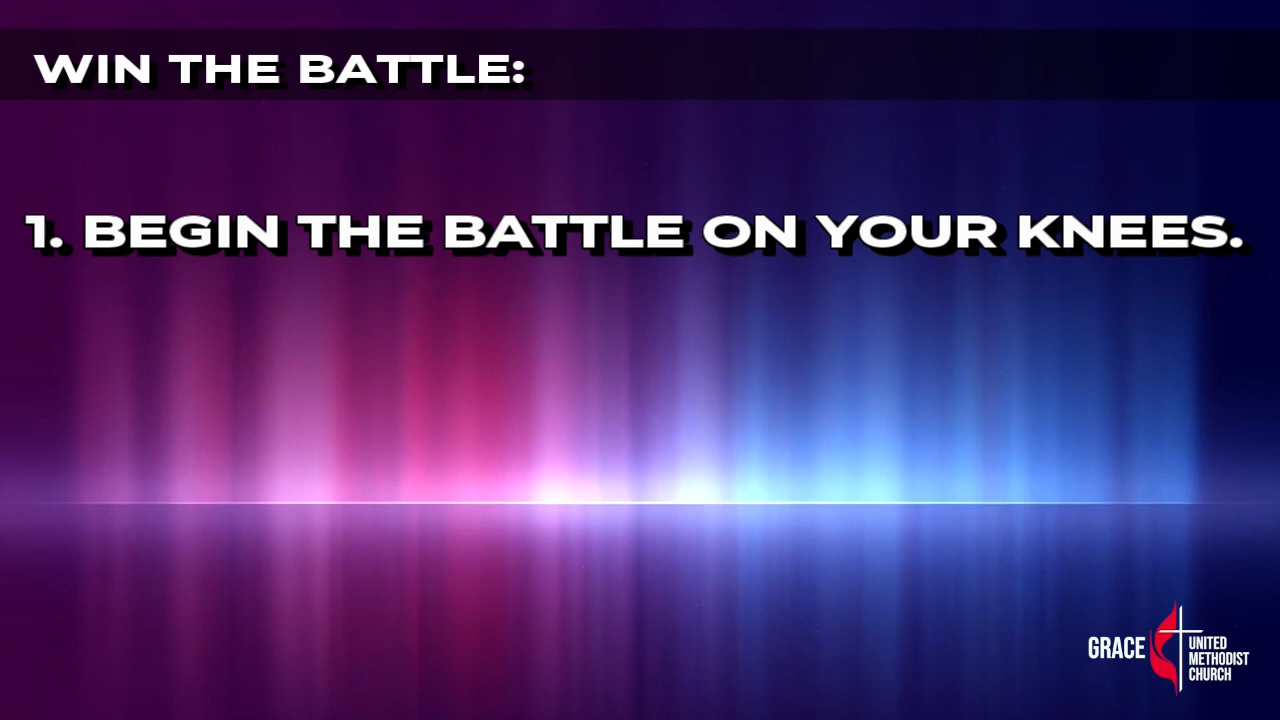 WIN THE BATTLE:
1. BEGIN THE BATTLE ON YOUR KNEES.
GRACE
UNITED
METHODIST
CHURCH